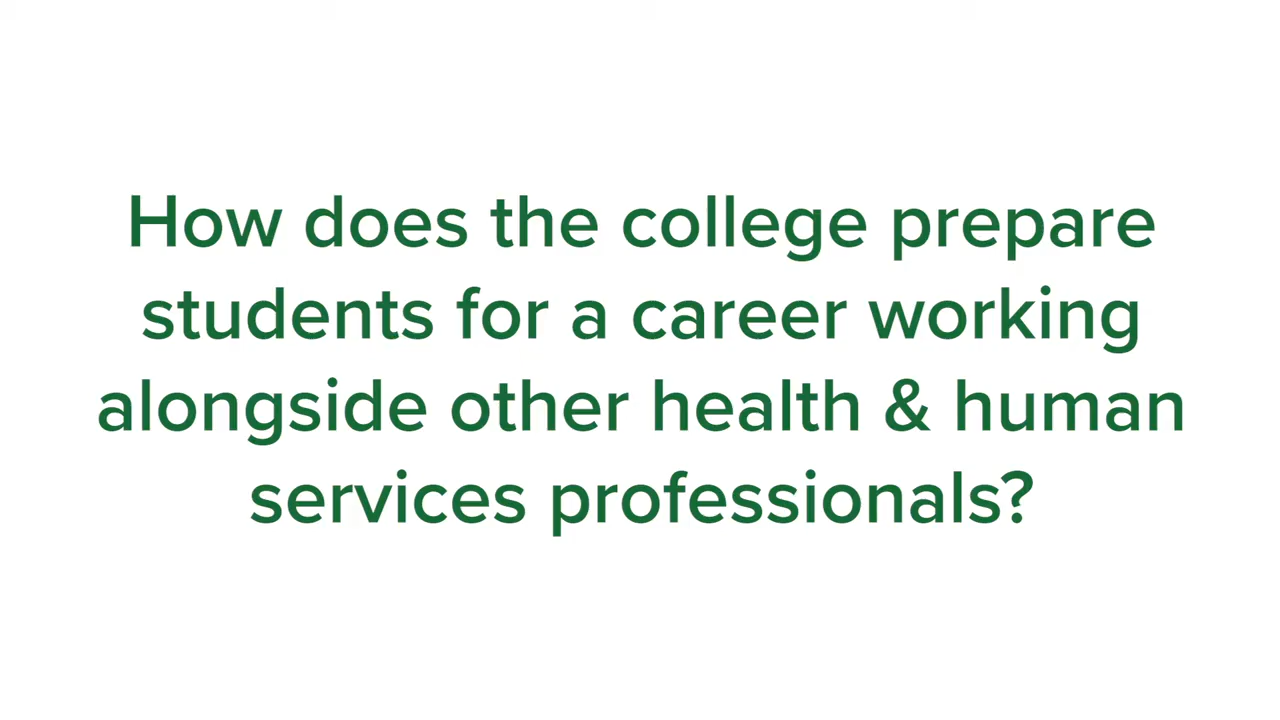 How does the college prepare
students for a career working
alongside other health & human
services professionals?